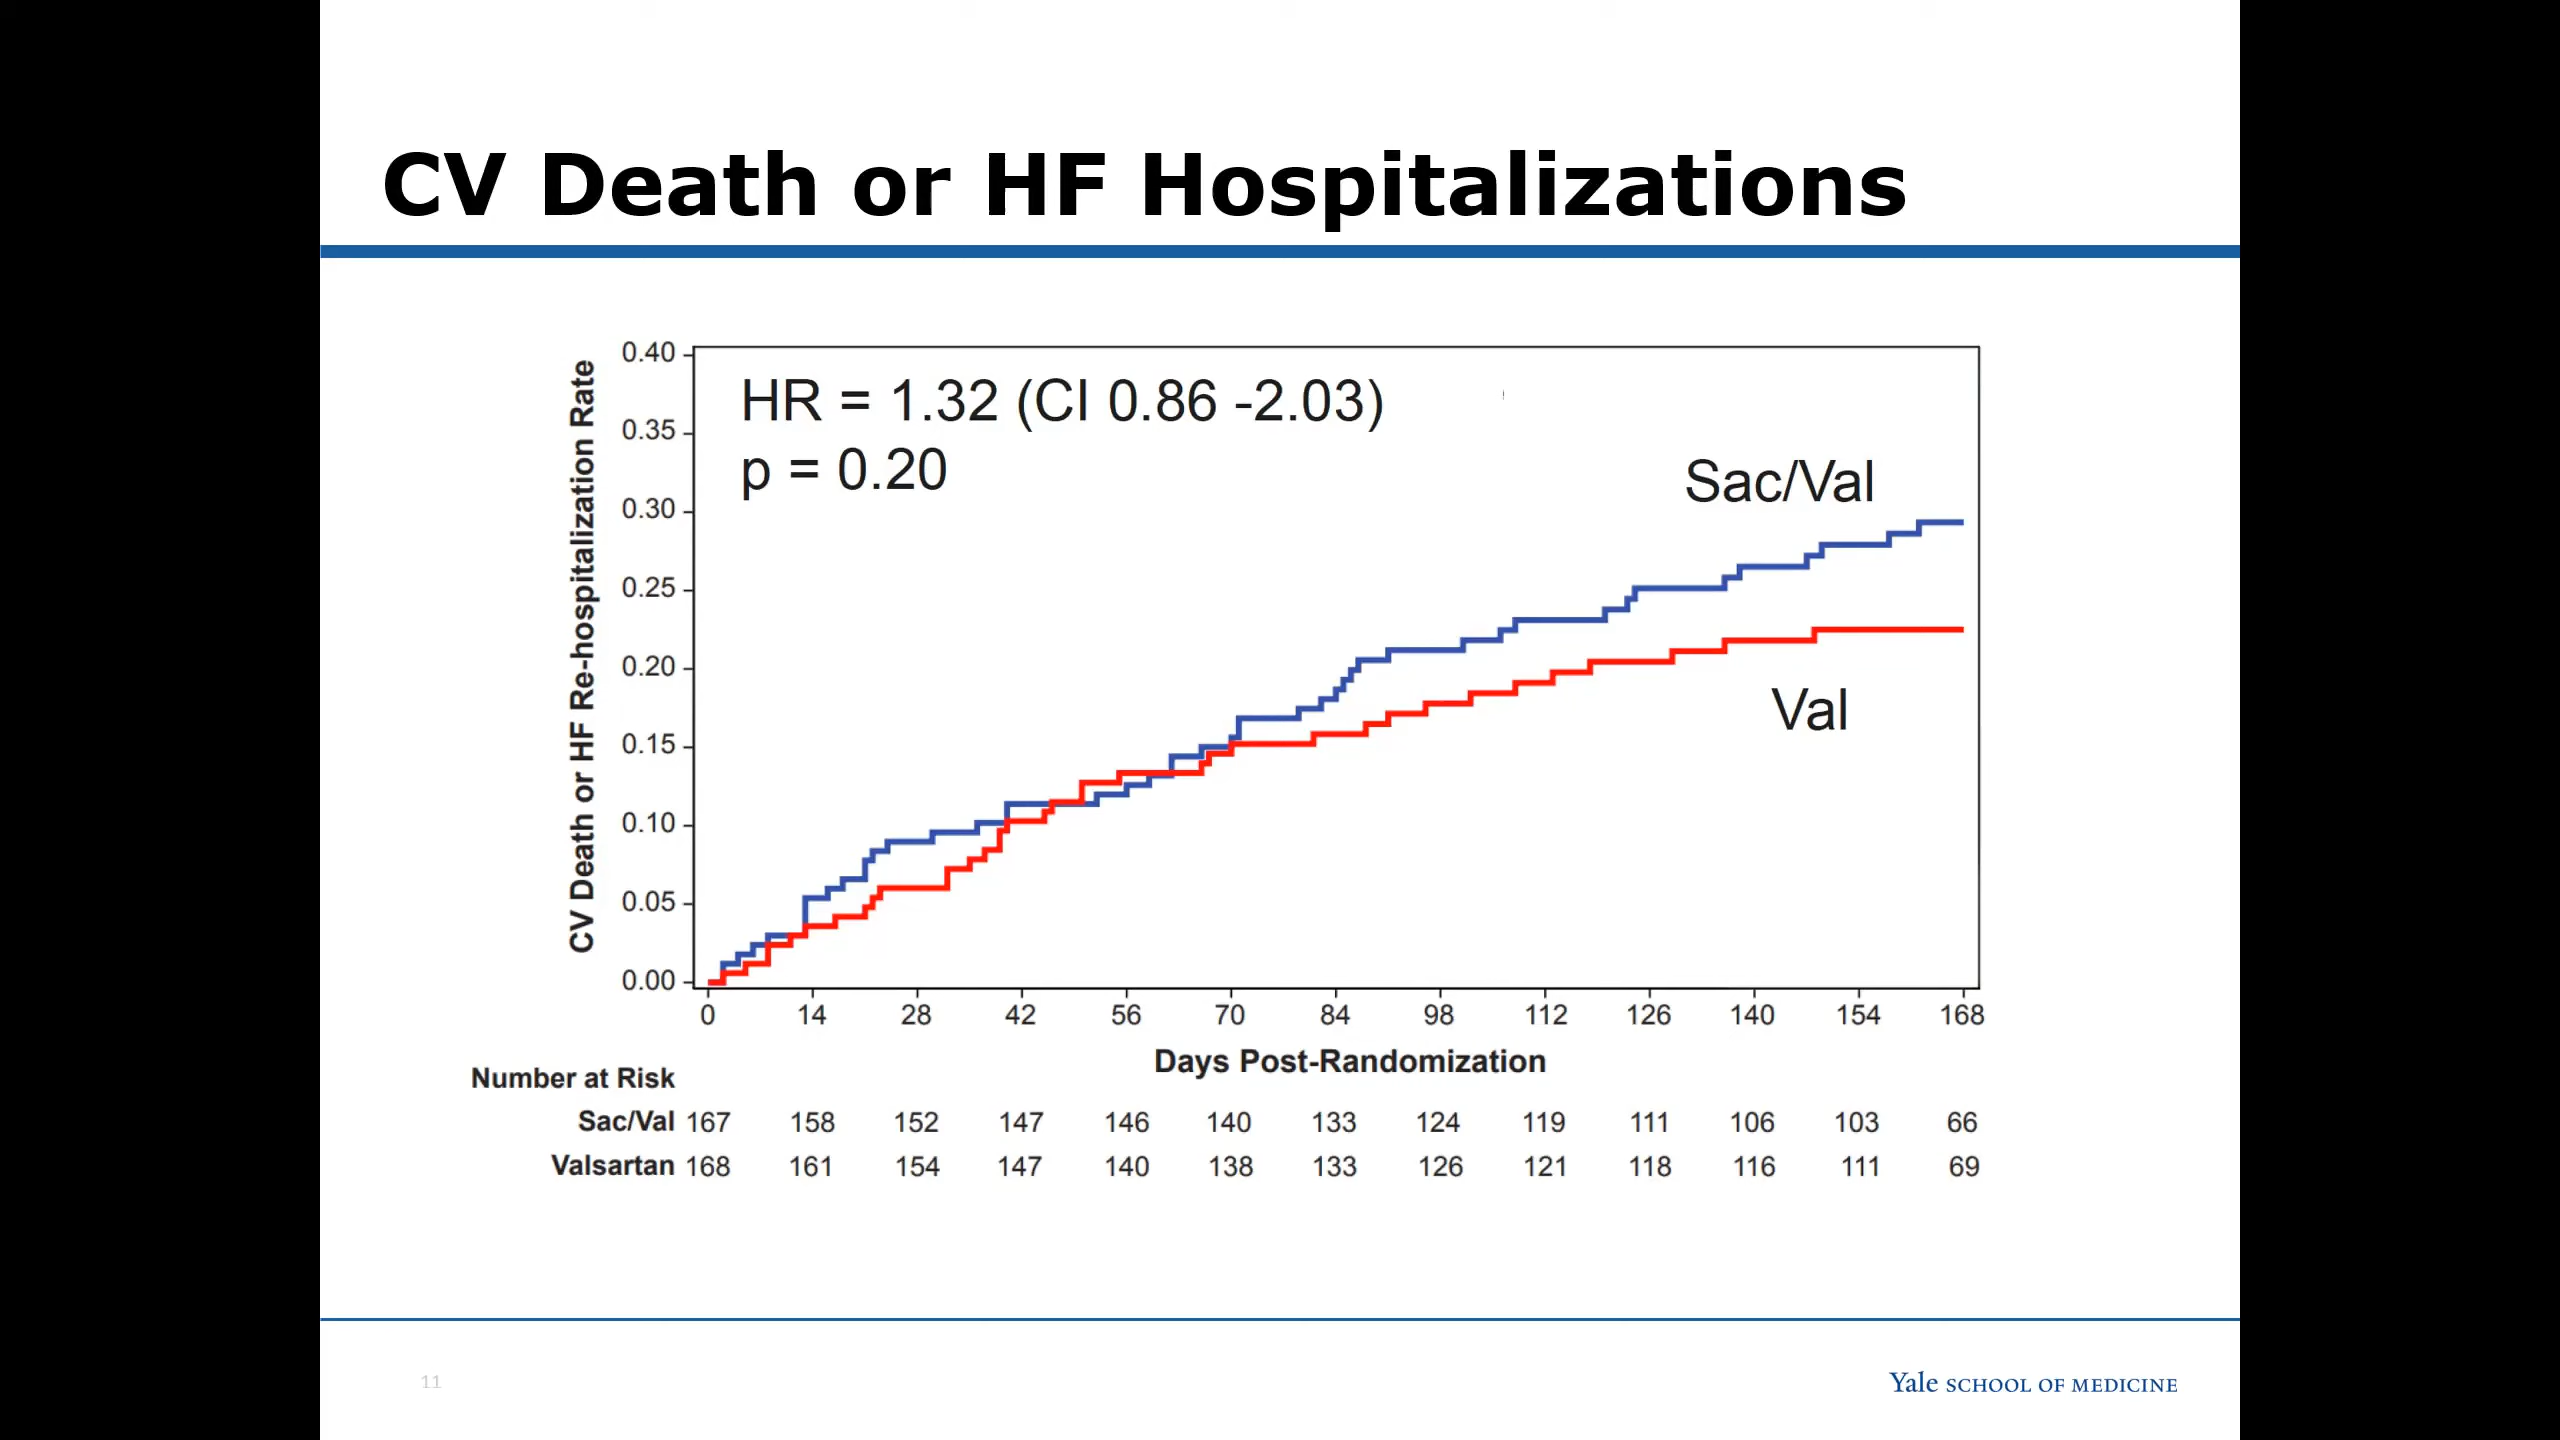 CV Death or HF Hospitalizations
CV Death or HF Re-hospitalization Rate
0.40
0.35
0.30
0.25
0.20
0.15
0.10
0.05
0.00
HR = 1.32 (CI 0.86 -2.03)
p = 0.20
Sac/Val
Val
0 14 28 42 56 70 84 98 112 126 140 154 168
Days Post-Randomization
Number at Risk
Sac/Val 167 158 152 147 146 140 133 124 119 111 106 103 66
Valsartan 168 161 154 147 140 138 133 126 121 118 116 111 69
11
Yale SCHOOL OF MEDICINE